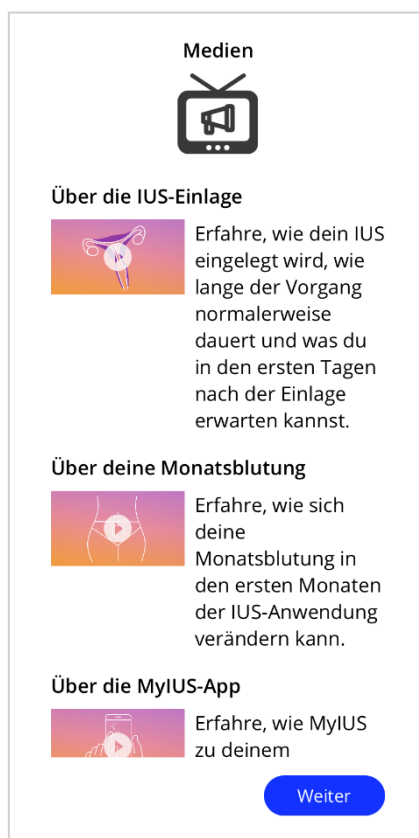 Medien
Über die IUS-Einlage
Erfahre, wie dein IUS
eingelegt wird, wie
lange der Vorgang
normalerweise
dauert und was du
in den ersten Tagen
nach der Einlage
erwarten kannst.
Über deine Monatsblutung
Erfahre, wie sich
deine
Monatsblutung in
den ersten Monaten
der IUS-Anwendung
verändern kann.
Über die MyIUS-App
Erfahre, wie MyIUS
zu deinem
Weiter